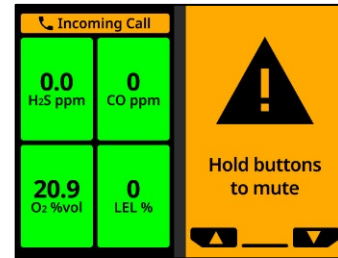 Incoming Call
0.0
H2S ppm
0
CO ppm
20.9
O2 %vol
0
LEL %
!
Hold buttons
to mute